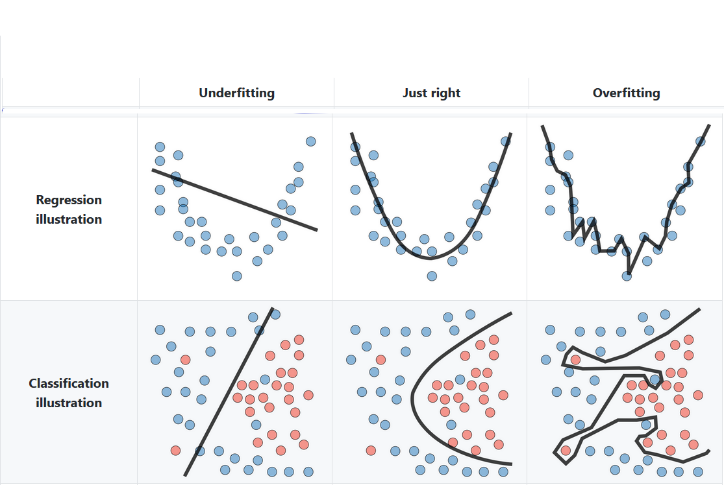 Underfitting
Just right
Overfitting
Regression
illustration
Classification
illustration